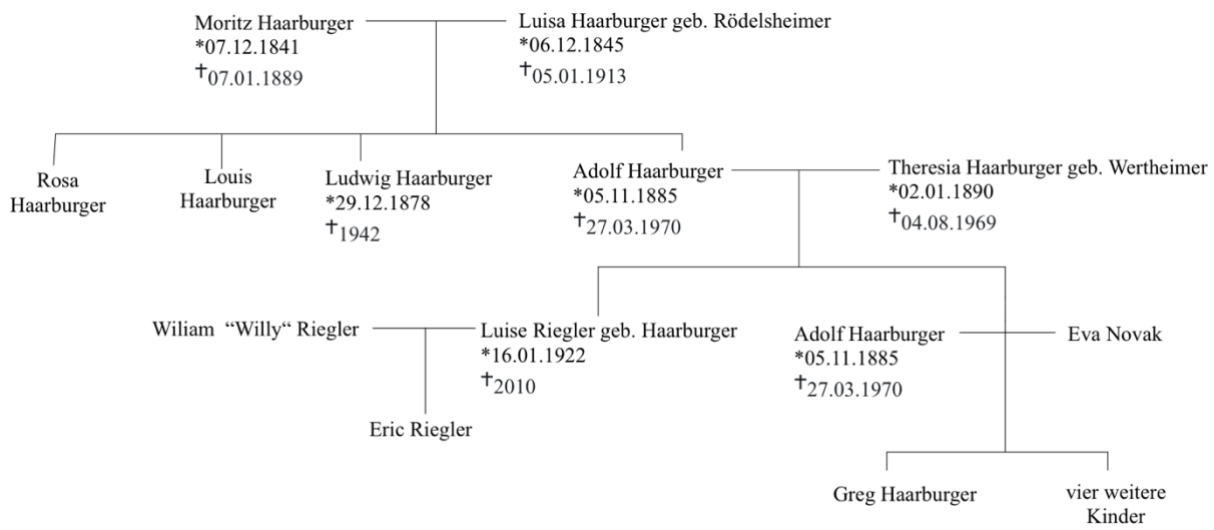 Moritz Haarburger
*07.12.1841
†07.01.1889
Luisa Haarburger geb. Rödelsheimer
*06.12.1845
†05.01.1913
Rosa
Haarburger
Louis
Haarburger
Ludwig Haarburger
*29.12.1878
†1942
Adolf Haarburger
*05.11.1885
†27.03.1970
Theresia Haarburger geb. Wertheimer
*02.01.1890
†04.08.1969
Wiliam “Willy“ Riegler
Luise Riegler geb. Haarburger
*16.01.1922
†2010
Adolf Haarburger
*05.11.1885
†27.03.1970
Eva Novak
Eric Riegler
Greg Haarburger
vier weitere
Kinder